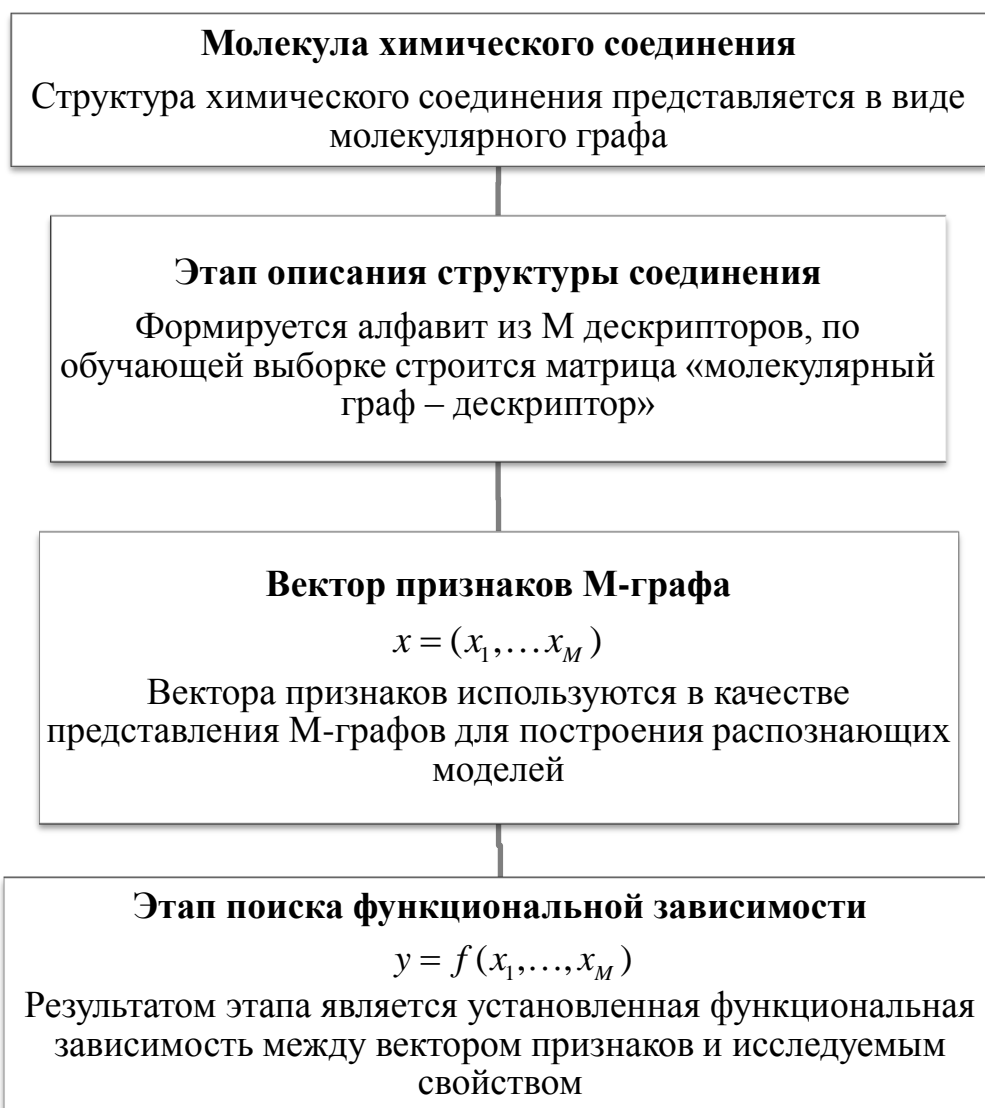 Молекула химического соединения
Структура химического соединения представляется в виде
молекулярного графа
Этап описания структуры соединения
Формируется алфавит из М дескрипторов, по
обучающей выборке строится матрица «молекулярный
граф – дескриптор»
Вектор признаков М-графа
x = (x₁,…x_M)
Вектора признаков используются в качестве
представления М-графов для построения распознающих
моделей
Этап поиска функциональной зависимости
y = f(x₁,…,x_M)
Результатом этапа является установленная функциональная
зависимость между вектором признаков и исследуемым
свойством